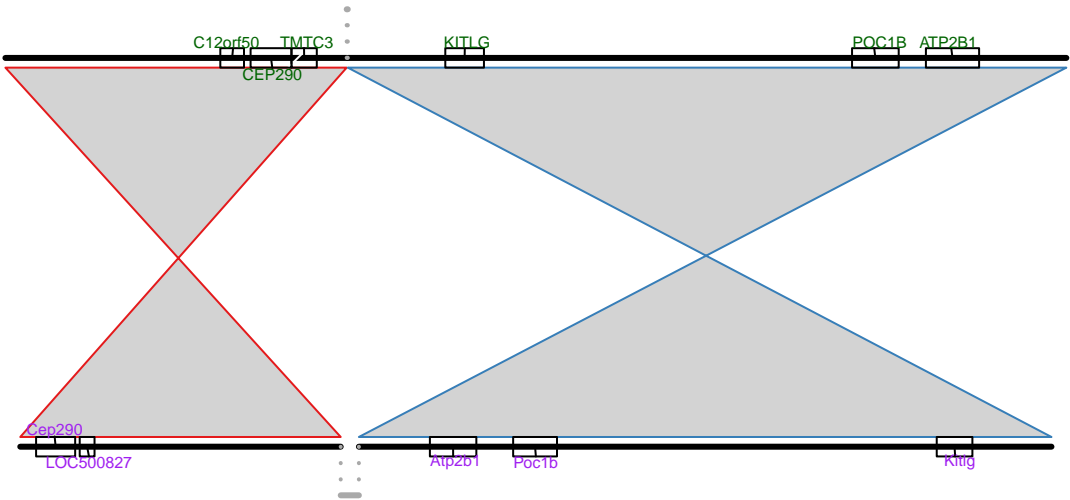 C12orf50 TMTC3 KITLG POC1B ATP2B1
CEP290
Cep290
LOC500827 Atp2b1 Poc1b Kitlg